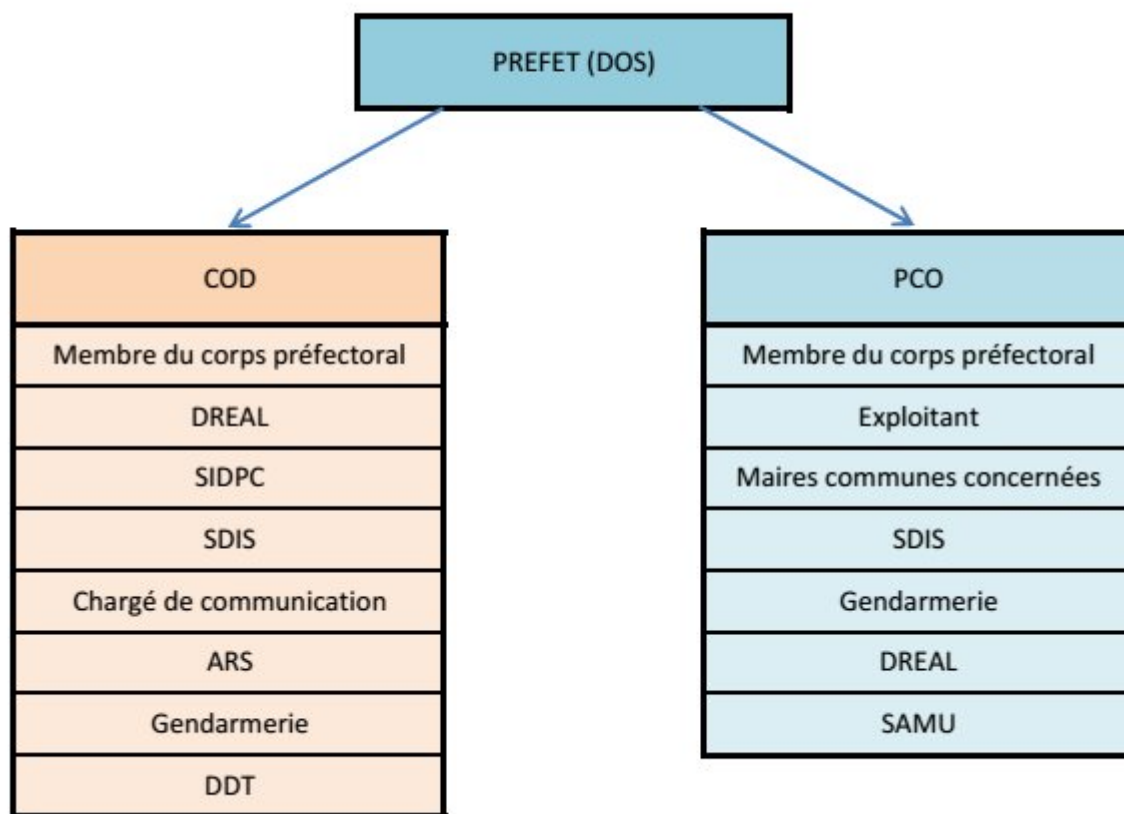 PREFET (DOS)
COD
Membre du corps préfectoral
DREAL
SIDPC
SDIS
Chargé de communication
ARS
Gendarmerie
DDT
PCO
Membre du corps préfectoral
Exploitant
Maires communes concernées
SDIS
Gendarmerie
DREAL
SAMU